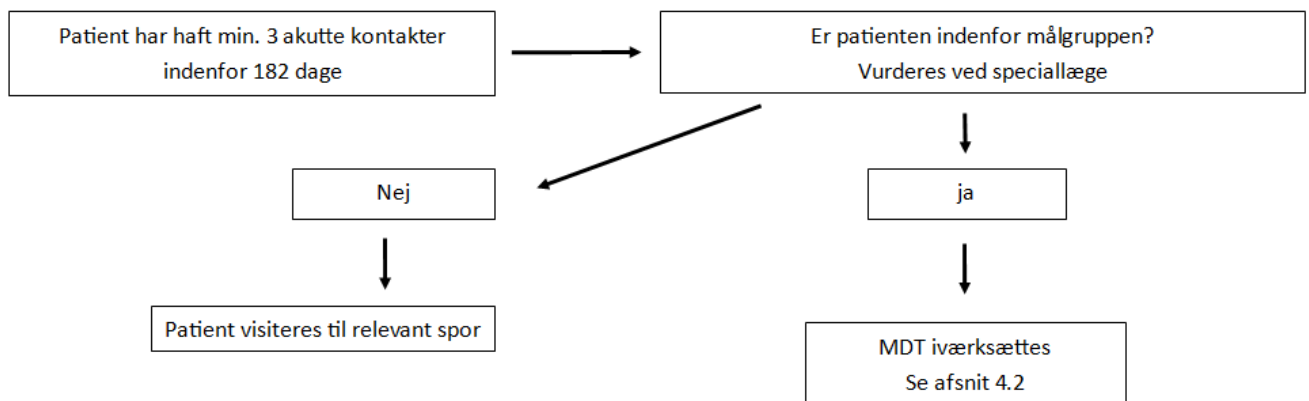 Patient har haft min. 3 akutte kontakter
indenfor 182 dage
Er patienten indenfor målgruppen?
Vurderes ved speciallæge
Nej
ja
Patient visiteres til relevant spor
MDT iværksættes
Se afsnit 4.2